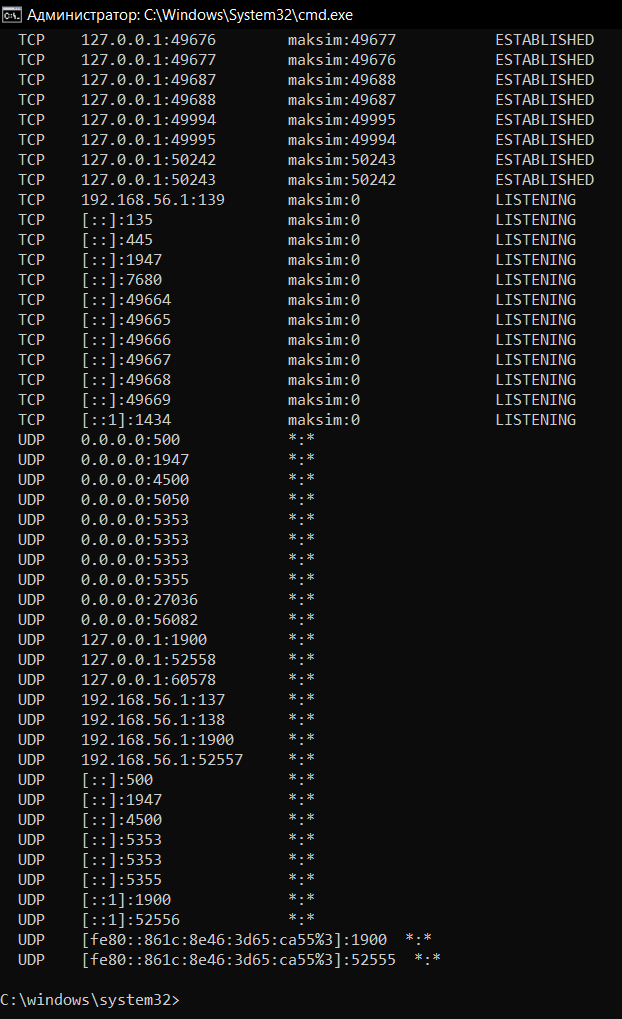 Администратор: C:\Windows\System32\cmd.exe
TCP    127.0.0.1:49676        maksim:49677           ESTABLISHED
TCP    127.0.0.1:49677        maksim:49676           ESTABLISHED
TCP    127.0.0.1:49687        maksim:49688           ESTABLISHED
TCP    127.0.0.1:49688        maksim:49687           ESTABLISHED
TCP    127.0.0.1:49994        maksim:49995           ESTABLISHED
TCP    127.0.0.1:49995        maksim:49994           ESTABLISHED
TCP    127.0.0.1:50242        maksim:50243           ESTABLISHED
TCP    127.0.0.1:50243        maksim:50242           ESTABLISHED
TCP    192.168.56.1:139       maksim:0               LISTENING
TCP    [::]:135               maksim:0               LISTENING
TCP    [::]:445               maksim:0               LISTENING
TCP    [::]:1947              maksim:0               LISTENING
TCP    [::]:7680              maksim:0               LISTENING
TCP    [::]:49664             maksim:0               LISTENING
TCP    [::]:49665             maksim:0               LISTENING
TCP    [::]:49666             maksim:0               LISTENING
TCP    [::]:49667             maksim:0               LISTENING
TCP    [::]:49668             maksim:0               LISTENING
TCP    [::]:49669             maksim:0               LISTENING
TCP    [::1]:1434             maksim:0               LISTENING
UDP    0.0.0.0:500            *:*
UDP    0.0.0.0:1947           *:*
UDP    0.0.0.0:4500           *:*
UDP    0.0.0.0:5050           *:*
UDP    0.0.0.0:5353           *:*
UDP    0.0.0.0:5353           *:*
UDP    0.0.0.0:5353           *:*
UDP    0.0.0.0:5355           *:*
UDP    0.0.0.0:27036          *:*
UDP    0.0.0.0:56082          *:*
UDP    127.0.0.1:1900         *:*
UDP    127.0.0.1:52558        *:*
UDP    127.0.0.1:60578        *:*
UDP    192.168.56.1:137       *:*
UDP    192.168.56.1:138       *:*
UDP    192.168.56.1:1900      *:*
UDP    192.168.56.1:52557     *:*
UDP    [::]:500               *:*
UDP    [::]:1947              *:*
UDP    [::]:4500              *:*
UDP    [::]:5353              *:*
UDP    [::]:5353              *:*
UDP    [::]:5355              *:*
UDP    [::1]:1900             *:*
UDP    [::1]:52556            *:*
UDP    [fe80::861c:8e46:3d65:ca55%3]:1900  *:*
UDP    [fe80::861c:8e46:3d65:ca55%3]:52555  *:*
C:\windows\system32>